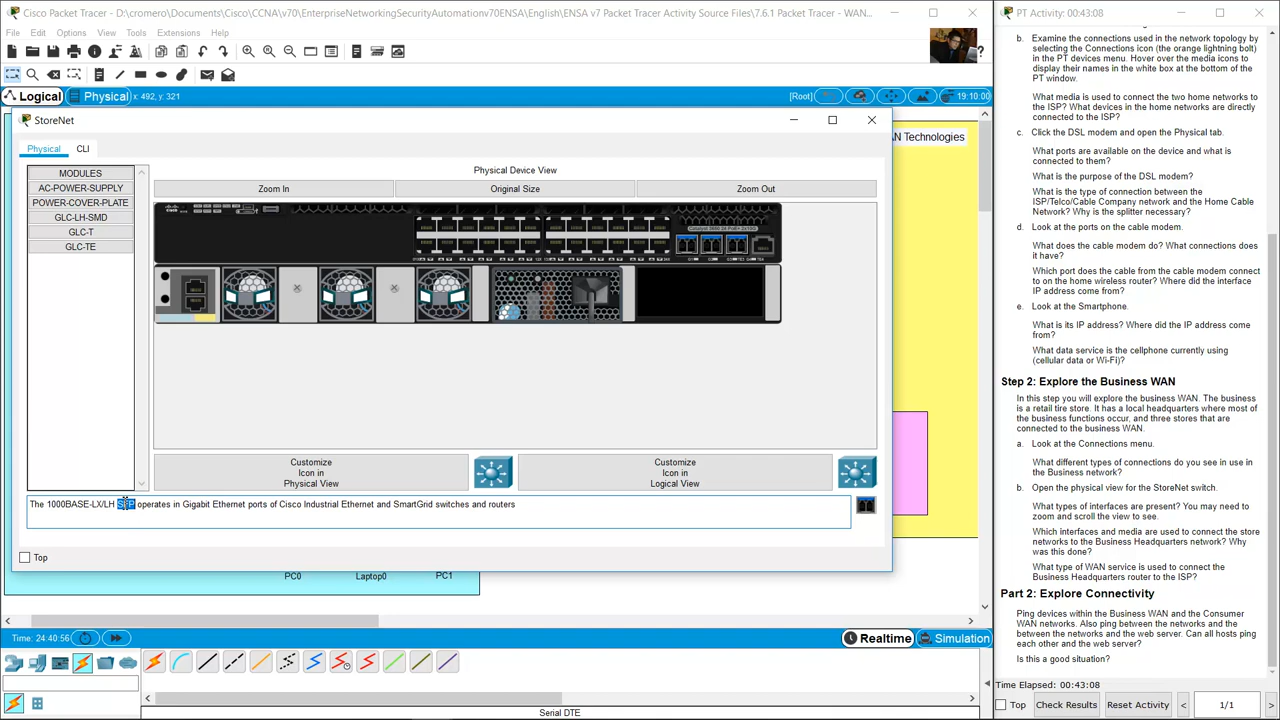 Cisco Packet Tracer - C:\Users\cromero\Documents\Cisco\CCNA\v70\EnterpriseNetworkingSecurityAutomationv70ENSA\English\ENSA v7 Packet Tracer Activity Source Files\7.6.1 Packet Tracer - WAN...
File Edit Options View Tools Extensions Help
Logical Physical x: 492, y: 321 [Root] 19:10:00
N Technologies
StoreNet
Physical CLI
MODULES
AC-POWER-SUPPLY
POWER-COVER-PLATE
GLC-LH-SMD
GLC-T
GLC-TE
Physical Device View
Zoom In Original Size Zoom Out
Customize
Icon in
Physical View
Customize
Icon in
Logical View
The 1000BASE-LX/LH SFP operates in Gigabit Ethernet ports of Cisco Industrial Ethernet and SmartGrid switches and routers
Top
PC0 Laptop0 PC1
Time: 24:40:56 Realtime Simulation
Serial DTE
PT Activity: 00:43:08
b. Examine the connections used in the network topology by
selecting the Connections icon (the orange lightning bolt)
in the PT devices menu. Hover over the media icons to
display their names in the white box at the bottom of the
PT window.
What media is used to connect the two home networks to
the ISP? What devices in the home networks are directly
connected to the ISP?
c. Click the DSL modem and open the Physical tab.
What ports are available on the device and what is
connected to them?
What is the purpose of the DSL modem?
What is the type of connection between the
ISP/Telco/Cable Company network and the Home Cable
Network? Why is the splitter necessary?
d. Look at the ports on the cable modem.
What does the cable modem do? What connections does
it have?
Which port does the cable from the cable modem connect
to on the home wireless router? Where did the interface
IP address come from?
e. Look at the Smartphone.
What is its IP address? Where did the IP address come
from?
What data service is the cellphone currently using
(cellular data or Wi-Fi)?
Step 2: Explore the Business WAN
In this step you will explore the business WAN. The business
is a retail tire store. It has a local headquarters where most of
the business functions occur, and three stores that are
connected to the business WAN.
a. Look at the Connections menu.
What different types of connections do you see in use in
the Business network?
b. Open the physical view for the StoreNet switch.
What types of interfaces are present? You may need to
zoom and scroll the view to see.
Which interfaces and media are used to connect the store
networks to the Business Headquarters network? Why
was this done?
What type of WAN service is used to connect the
Business Headquarters router to the ISP?
Part 2: Explore Connectivity
Ping devices within the Business WAN and the Consumer
WAN networks. Also ping between the networks and the
between the networks and the web server. Can all hosts ping
each other and the web server?
Is this a good situation?
Time Elapsed: 00:43:08
Top Check Results Reset Activity < 1/1 >